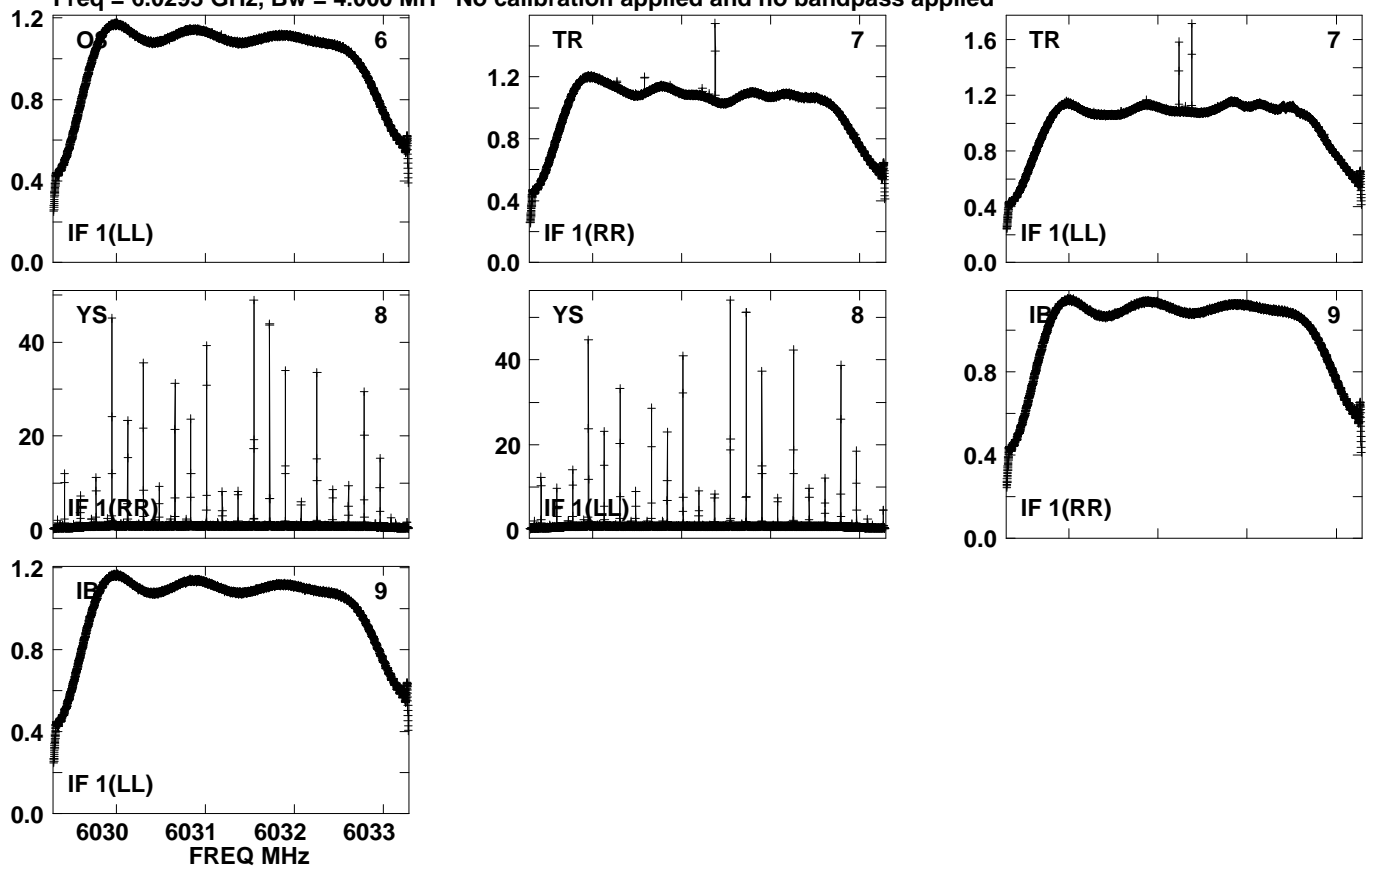 Freq = 6.0293 GHz, Bw = 4.000 MH No calibration applied and no bandpass applied
1.2
0.8
0.4
0.0
OS 6
IF 1(LL)
1.2
0.8
0.4
0.0
TR 7
IF 1(RR)
1.6
1.2
0.8
0.4
0.0
TR 7
IF 1(LL)
40
20
0
YS 8
IF 1(RR)
40
20
0
YS 8
IF 1(LL)
0.8
0.4
0.0
IB 9
IF 1(RR)
1.2
0.8
0.4
0.0
IB 9
IF 1(LL)
6030 6031 6032 6033
FREQ MHz